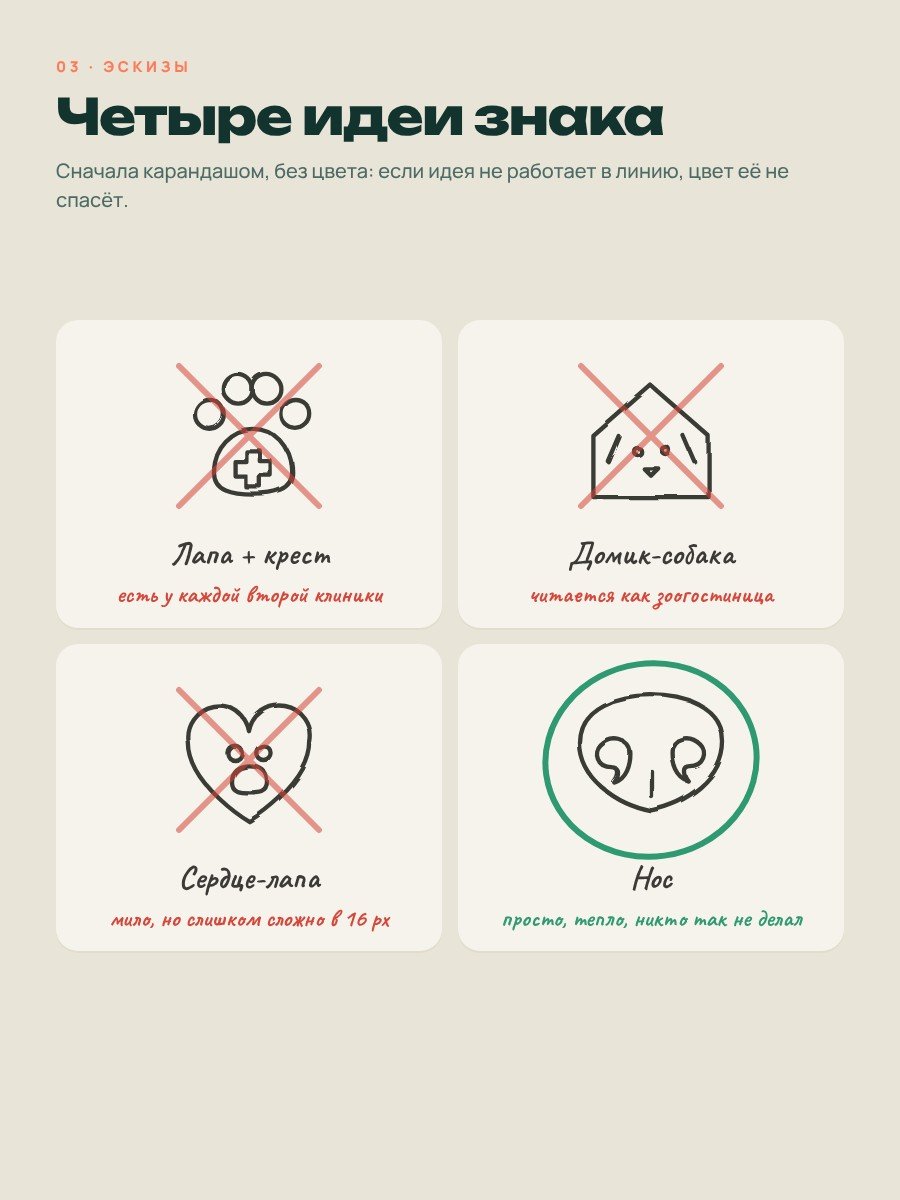 03 · ЭСКИЗЫ
Четыре идеи знака
Сначала карандашом, без цвета: если идея не работает в линию, цвет её не
спасёт.
Лапа + крест
есть у каждой второй клиники
Домик-собака
читается как зоогостиница
Сердце-лапа
мило, но слишком сложно в 16 px
Нос
просто, тепло, никто так не делал